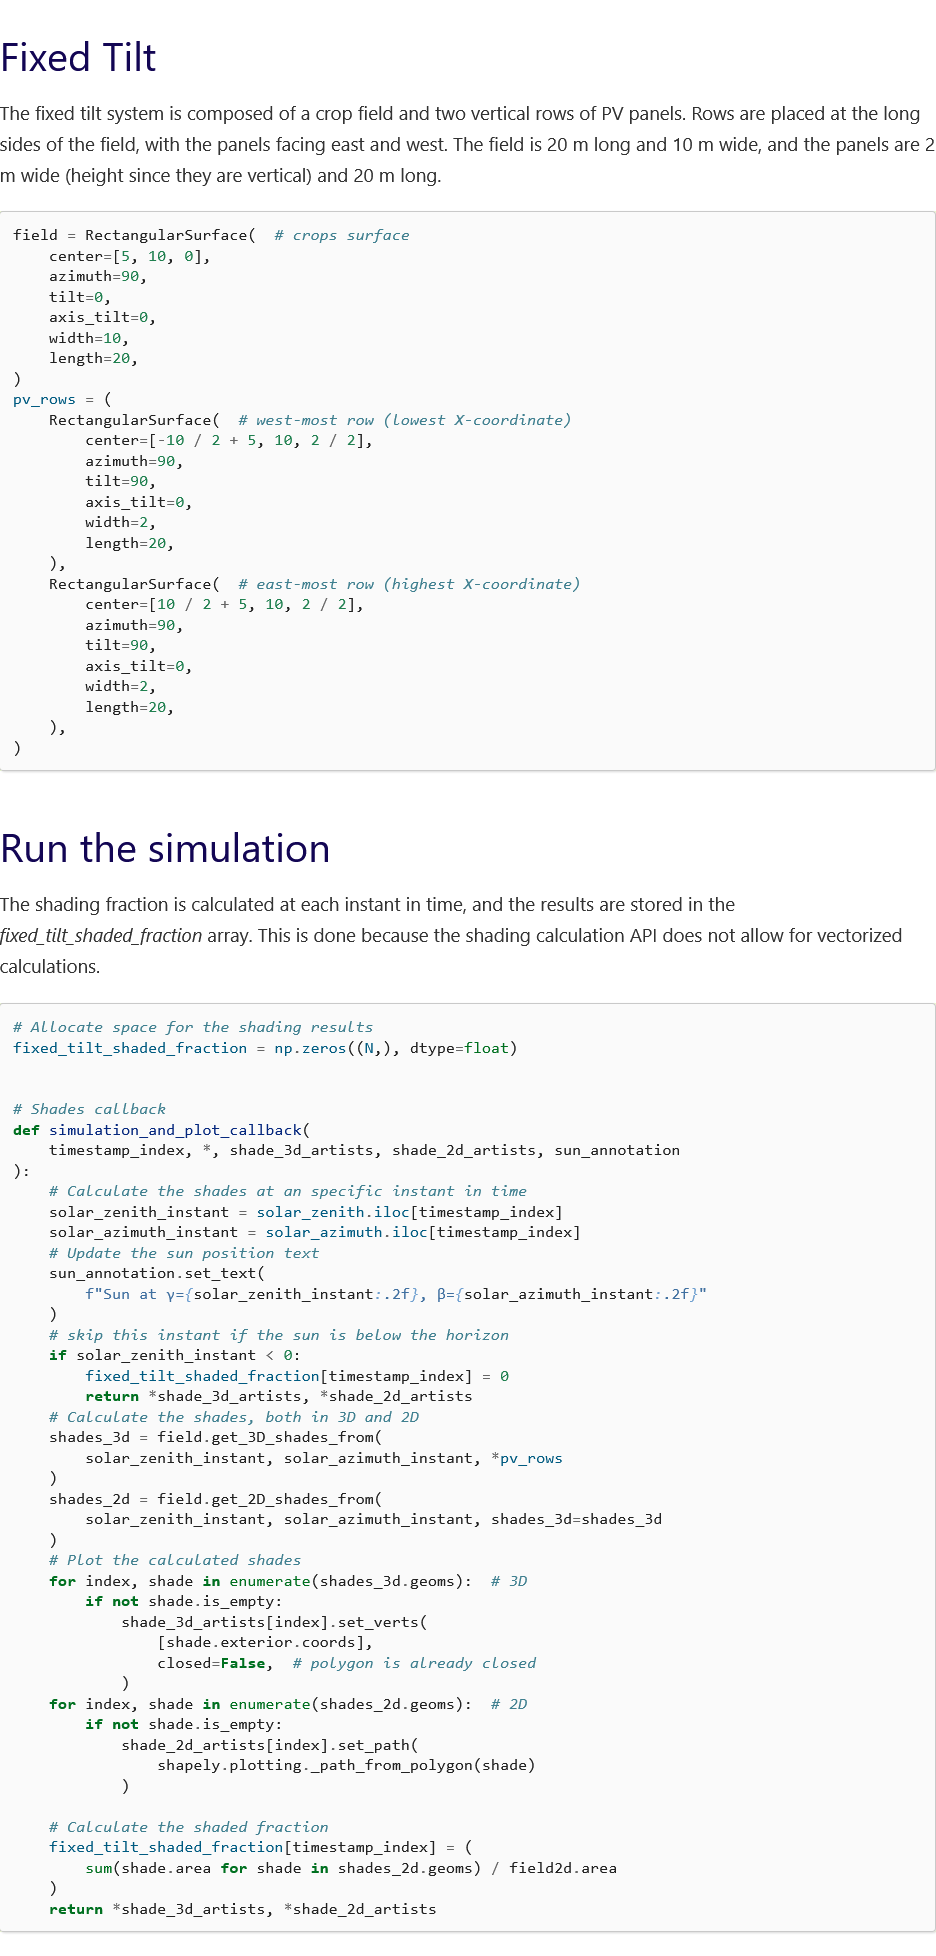 Fixed Tilt
The fixed tilt system is composed of a crop field and two vertical rows of PV panels. Rows are placed at the long
sides of the field, with the panels facing east and west. The field is 20 m long and 10 m wide, and the panels are 2
m wide (height since they are vertical) and 20 m long.
field = RectangularSurface(  # crops surface
    center=[5, 10, 0],
    azimuth=90,
    tilt=0,
    axis_tilt=0,
    width=10,
    length=20,
)
pv_rows = (
    RectangularSurface(  # west-most row (lowest X-coordinate)
        center=[-10 / 2 + 5, 10, 2 / 2],
        azimuth=90,
        tilt=90,
        axis_tilt=0,
        width=2,
        length=20,
    ),
    RectangularSurface(  # east-most row (highest X-coordinate)
        center=[10 / 2 + 5, 10, 2 / 2],
        azimuth=90,
        tilt=90,
        axis_tilt=0,
        width=2,
        length=20,
    ),
)
Run the simulation
The shading fraction is calculated at each instant in time, and the results are stored in the
fixed_tilt_shaded_fraction array. This is done because the shading calculation API does not allow for vectorized
calculations.
# Allocate space for the shading results
fixed_tilt_shaded_fraction = np.zeros((N,), dtype=float)
# Shades callback
def simulation_and_plot_callback(
    timestamp_index, *, shade_3d_artists, shade_2d_artists, sun_annotation
):
    # Calculate the shades at an specific instant in time
    solar_zenith_instant = solar_zenith.iloc[timestamp_index]
    solar_azimuth_instant = solar_azimuth.iloc[timestamp_index]
    # Update the sun position text
    sun_annotation.set_text(
        f"Sun at γ={solar_zenith_instant:.2f}, β={solar_azimuth_instant:.2f}"
    )
    # skip this instant if the sun is below the horizon
    if solar_zenith_instant < 0:
        fixed_tilt_shaded_fraction[timestamp_index] = 0
        return *shade_3d_artists, *shade_2d_artists
    # Calculate the shades, both in 3D and 2D
    shades_3d = field.get_3D_shades_from(
        solar_zenith_instant, solar_azimuth_instant, *pv_rows
    )
    shades_2d = field.get_2D_shades_from(
        solar_zenith_instant, solar_azimuth_instant, shades_3d=shades_3d
    )
    # Plot the calculated shades
    for index, shade in enumerate(shades_3d.geoms):  # 3D
        if not shade.is_empty:
            shade_3d_artists[index].set_verts(
                [shade.exterior.coords],
                closed=False,  # polygon is already closed
            )
    for index, shade in enumerate(shades_2d.geoms):  # 2D
        if not shade.is_empty:
            shade_2d_artists[index].set_path(
                shapely.plotting._path_from_polygon(shade)
            )
    # Calculate the shaded fraction
    fixed_tilt_shaded_fraction[timestamp_index] = (
        sum(shade.area for shade in shades_2d.geoms) / field2d.area
    )
    return *shade_3d_artists, *shade_2d_artists